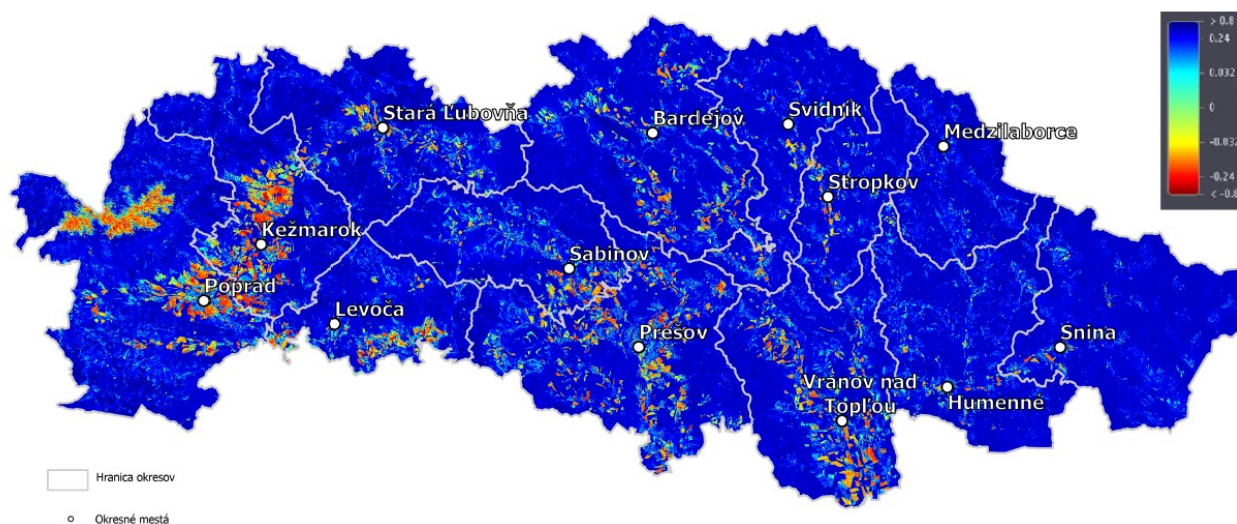 > 0.8
0.24
0.032
0
-0.032
-0.24
< -0.8
Stará Ľubovňa
Bardejov
Svidník
Medzilaborce
Stropkov
Kežmarok
Sabinov
Poprad
Levoča
Prešov
Snina
Vranov nad
Topľou
Humenné
Hranica okresov
Okresné mestá